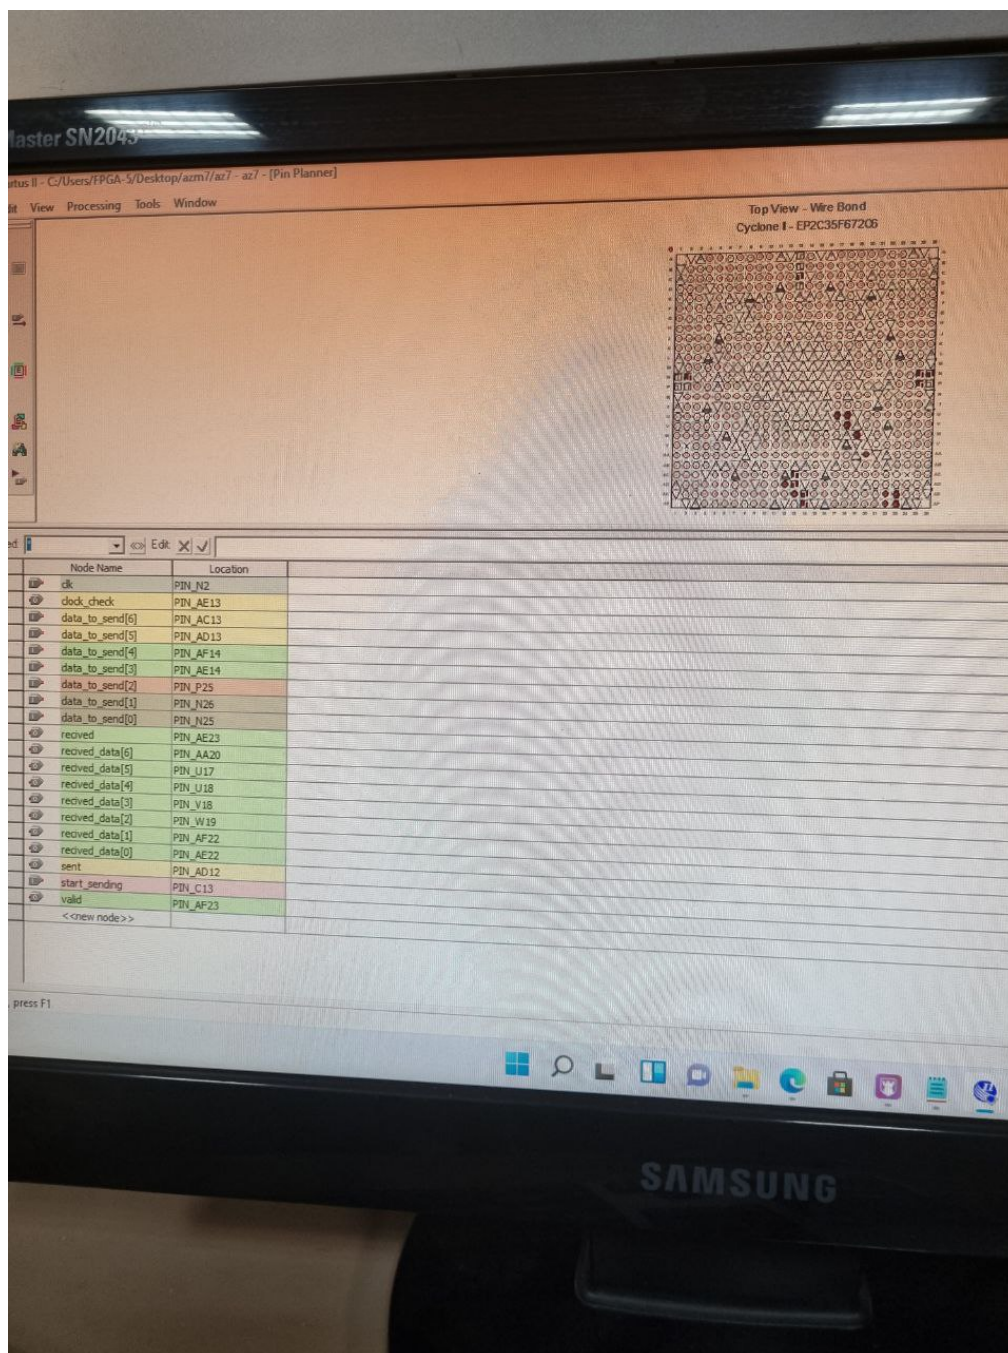 Master SN2043
rtus II - C:/Users/FPGA-5/Desktop/azm7/az7 - az7 - [Pin Planner]
View Processing Tools Window
Top View - Wire Bond
Cyclone II - EP2C35F672C6
Edit:
Node Name Location
clk PIN_N2
clock_check PIN_AE13
data_to_send[6] PIN_AC13
data_to_send[5] PIN_AD13
data_to_send[4] PIN_AF14
data_to_send[3] PIN_AE14
data_to_send[2] PIN_P25
data_to_send[1] PIN_N26
data_to_send[0] PIN_N25
recived PIN_AE23
recived_data[6] PIN_AA20
recived_data[5] PIN_U17
recived_data[4] PIN_U18
recived_data[3] PIN_V18
recived_data[2] PIN_W19
recived_data[1] PIN_AF22
recived_data[0] PIN_AE22
sent PIN_AD12
start_sending PIN_C13
valid PIN_AF23
<<new node>>
, press F1
SAMSUNG